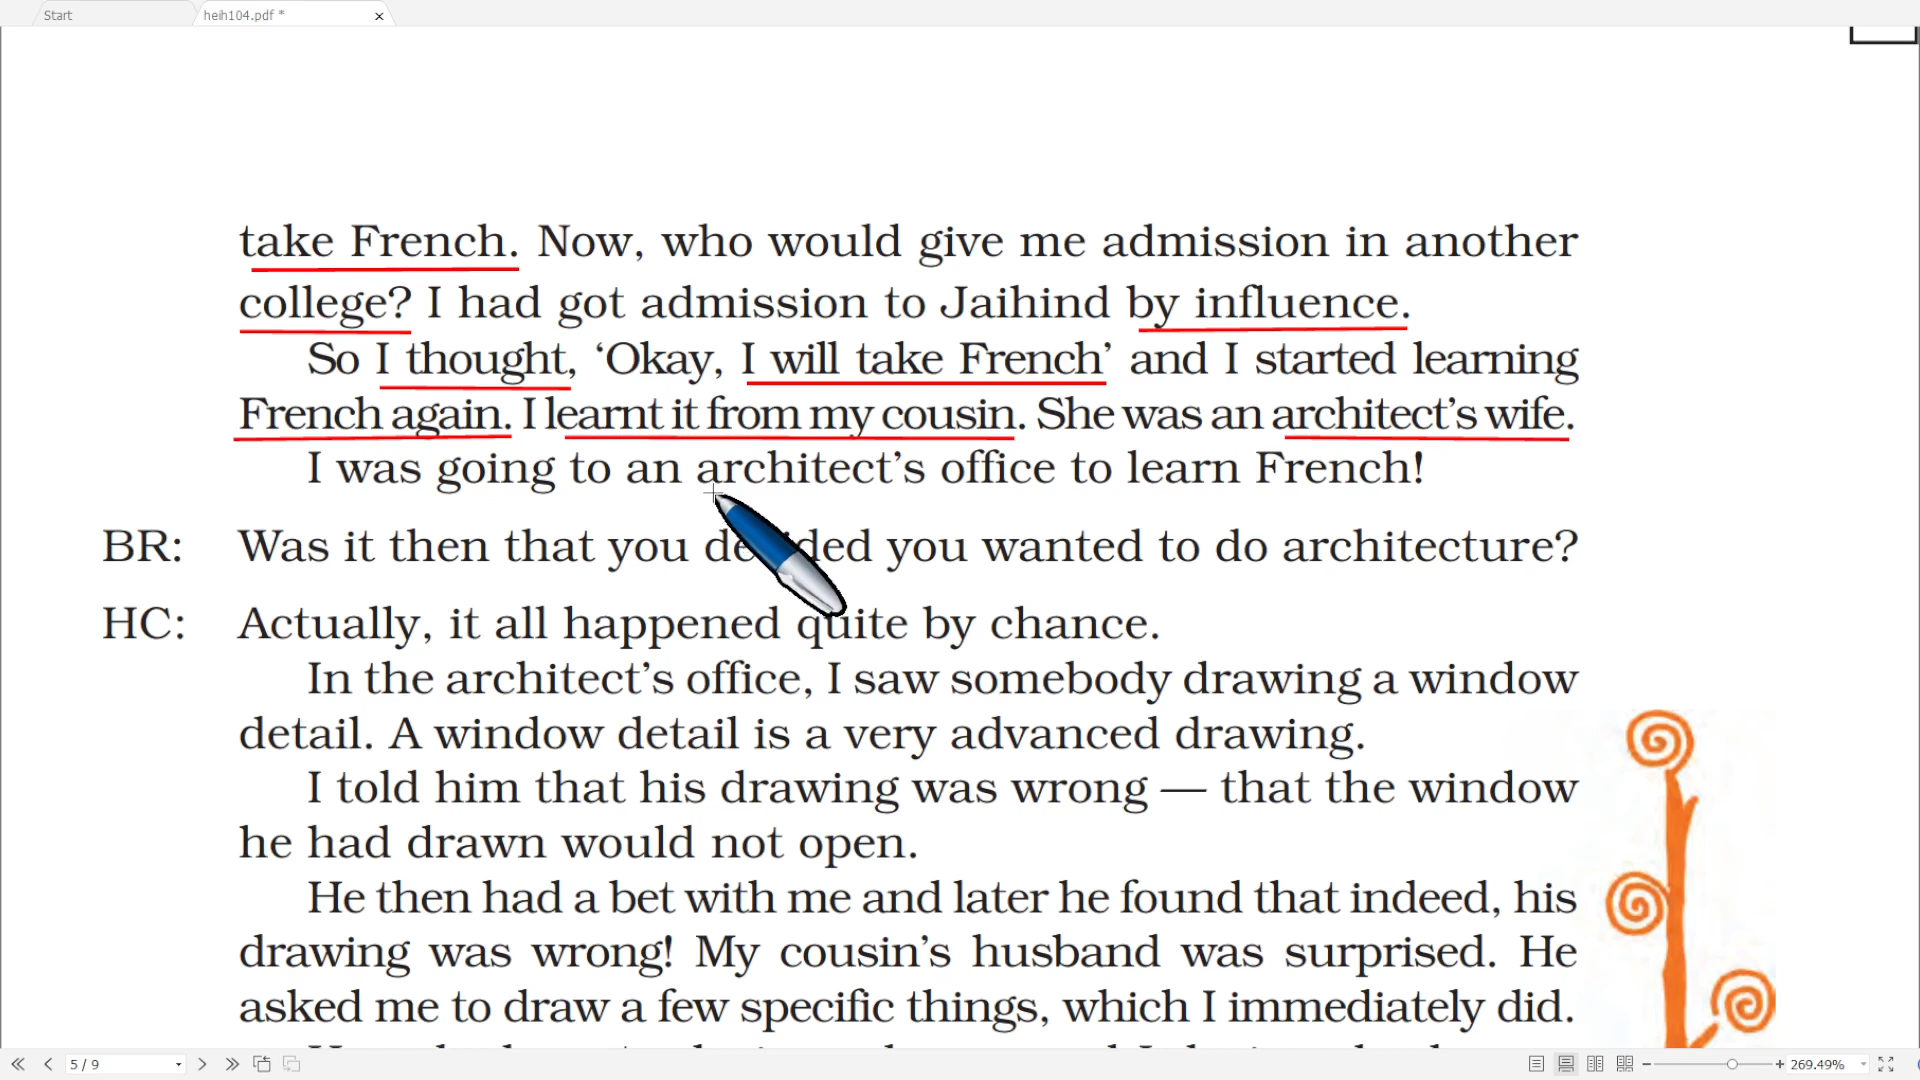 Start
heih104.pdf *
take French. Now, who would give me admission in another
college? I had got admission to Jaihind by influence.
So I thought, ‘Okay, I will take French’ and I started learning
French again. I learnt it from my cousin. She was an architect’s wife.
I was going to an architect’s office to learn French!
BR: Was it then that you decided you wanted to do architecture?
HC: Actually, it all happened quite by chance.
In the architect’s office, I saw somebody drawing a window
detail. A window detail is a very advanced drawing.
I told him that his drawing was wrong — that the window
he had drawn would not open.
He then had a bet with me and later he found that indeed, his
drawing was wrong! My cousin’s husband was surprised. He
asked me to draw a few specific things, which I immediately did.
5 / 9
269.49%